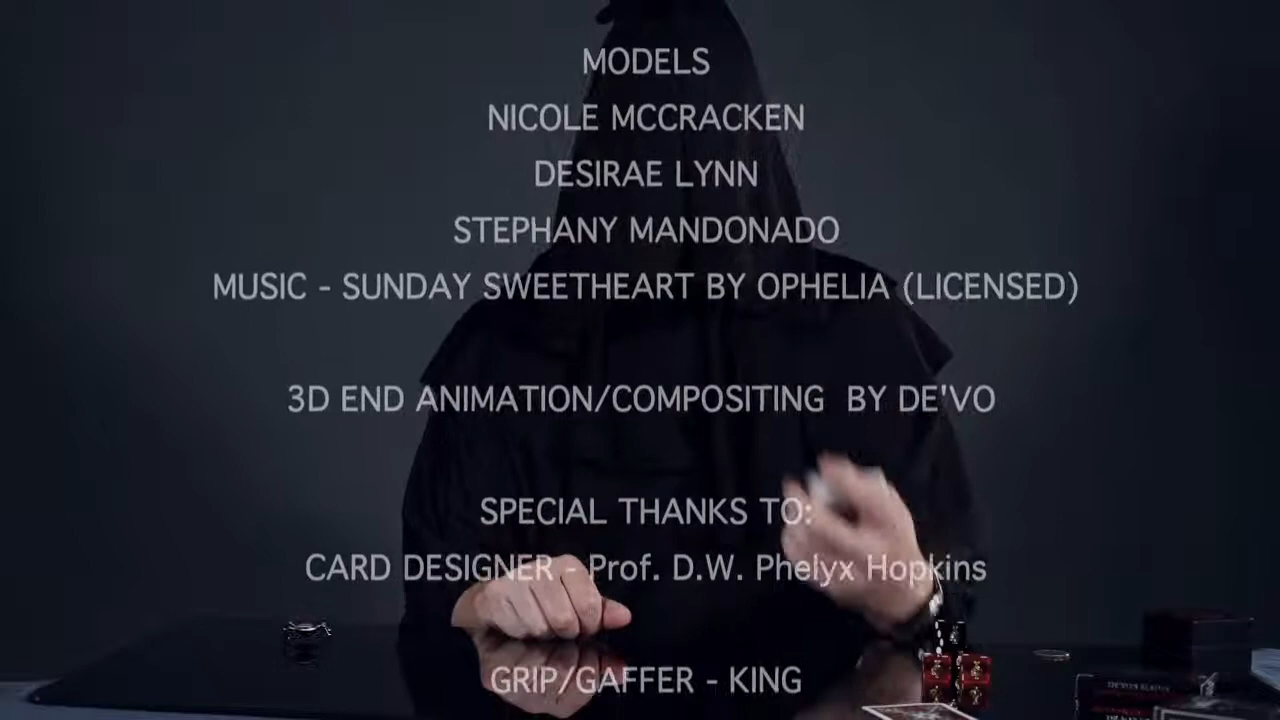 MODELS
NICOLE MCCRACKEN
DESIRAE LYNN
STEPHANY MANDONADO
MUSIC - SUNDAY SWEETHEART BY OPHELIA (LICENSED)
3D END ANIMATION/COMPOSITING BY DE'VO
SPECIAL THANKS TO:
CARD DESIGNER - Prof. D.W. Phelyx Hopkins
GRIP/GAFFER - KING